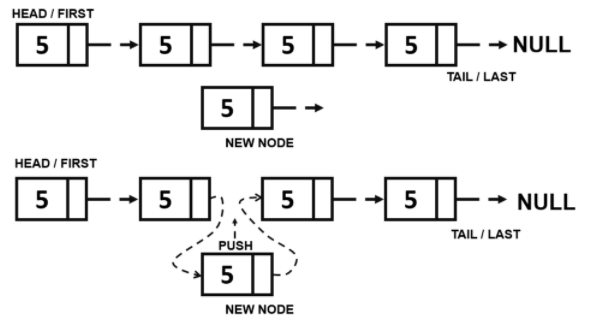 HEAD / FIRST
5 5 5 5 NULL
TAIL / LAST
5
NEW NODE
HEAD / FIRST
5 5 5 5 NULL
TAIL / LAST
PUSH
5
NEW NODE